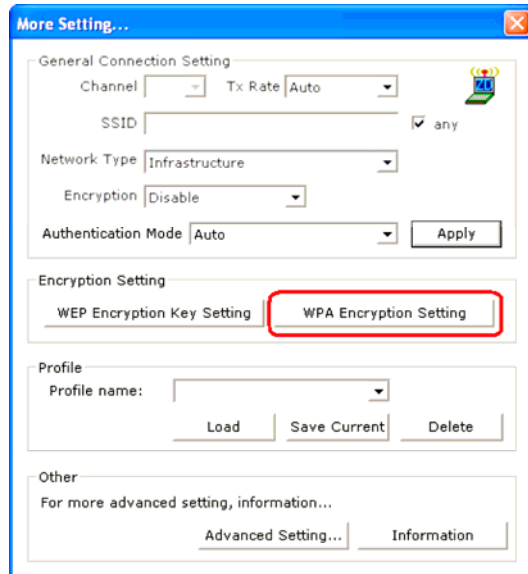 More Setting...
General Connection Setting
Channel Tx Rate Auto
SSID any
Network Type Infrastructure
Encryption Disable
Authentication Mode Auto Apply
Encryption Setting
WEP Encryption Key Setting WPA Encryption Setting
Profile
Profile name:
Load Save Current Delete
Other
For more advanced setting, information...
Advanced Setting... Information